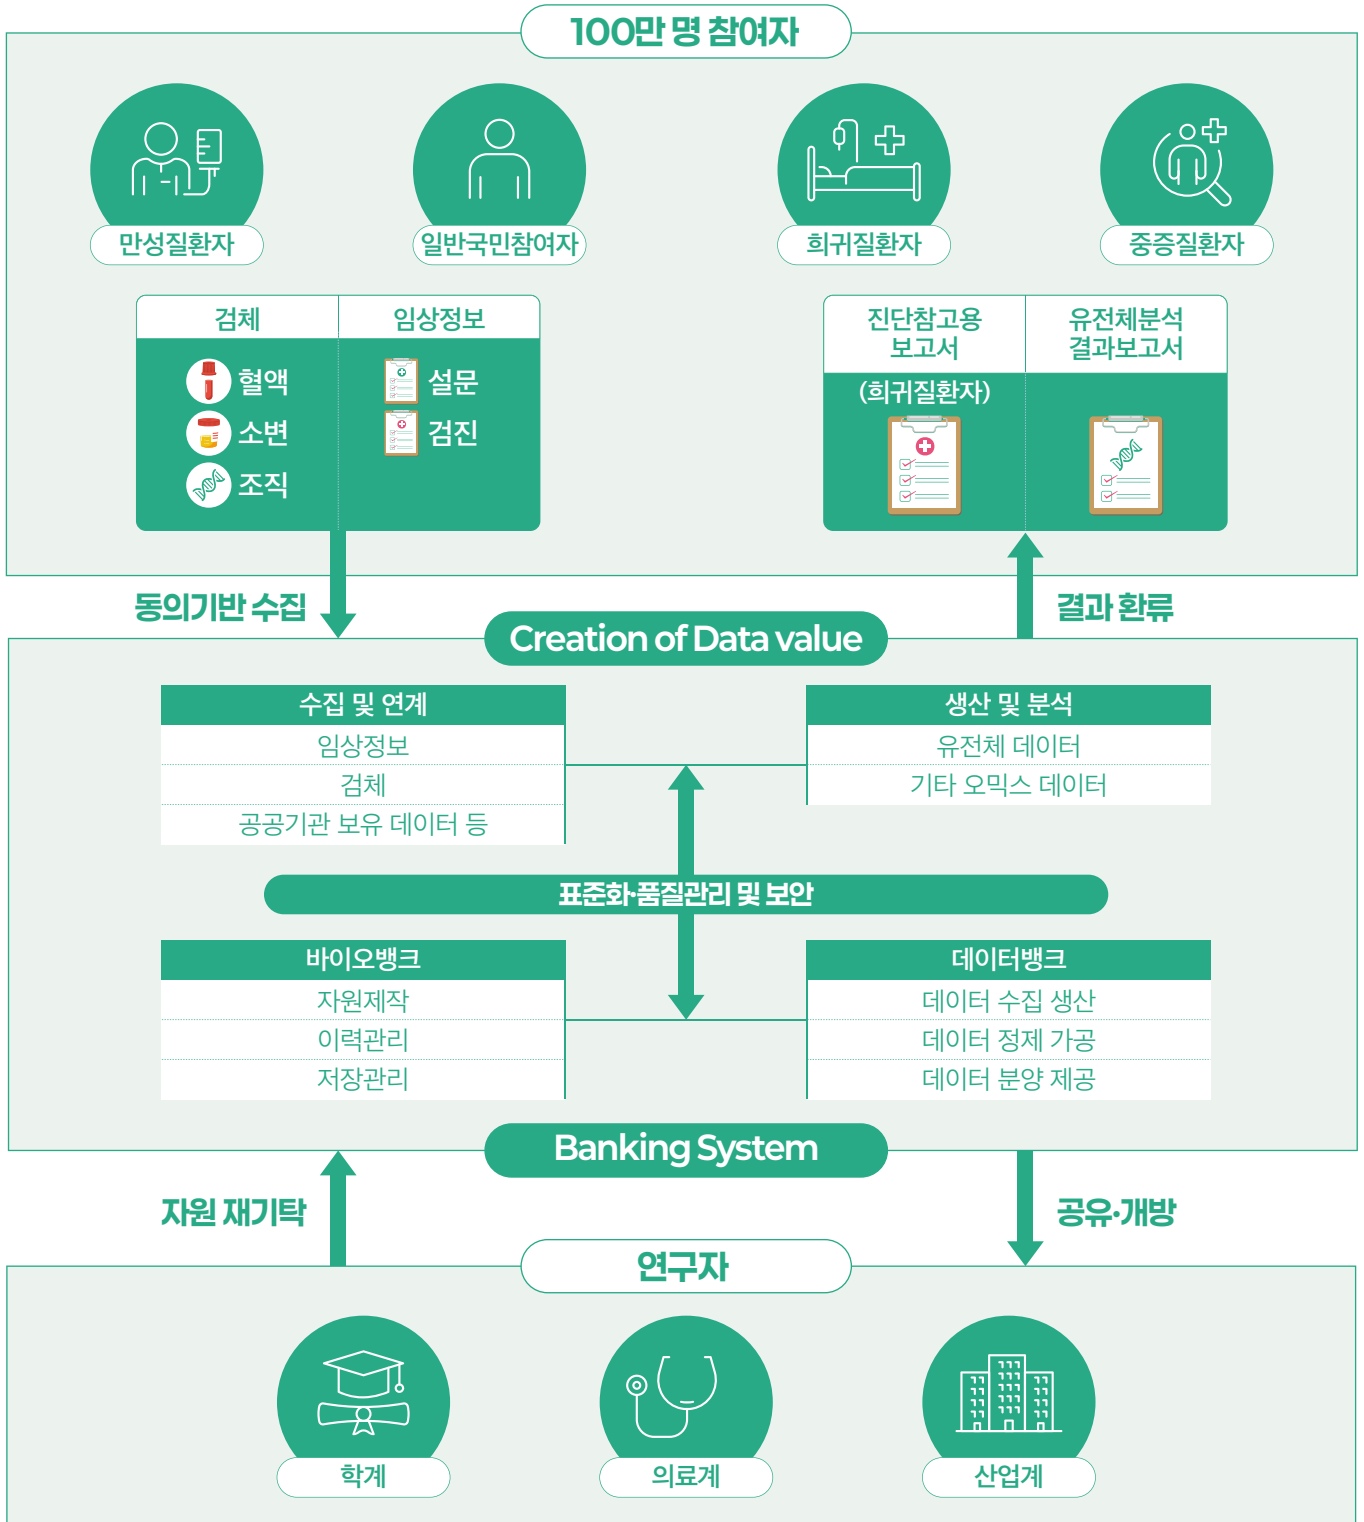 100만 명 참여자
만성질환자
일반국민참여자
희귀질환자
중증질환자
검체
임상정보
혈액
소변
조직
설문
검진
진단참고용
보고서
유전체분석
결과보고서
(희귀질환자)
동의기반 수집
결과 환류
Creation of Data value
수집 및 연계
임상정보
검체
공공기관 보유 데이터 등
생산 및 분석
유전체 데이터
기타 오믹스 데이터
표준화·품질관리 및 보안
바이오뱅크
자원제작
이력관리
저장관리
데이터뱅크
데이터 수집 생산
데이터 정제 가공
데이터 분양 제공
Banking System
자원 재기탁
공유·개방
연구자
학계
의료계
산업계